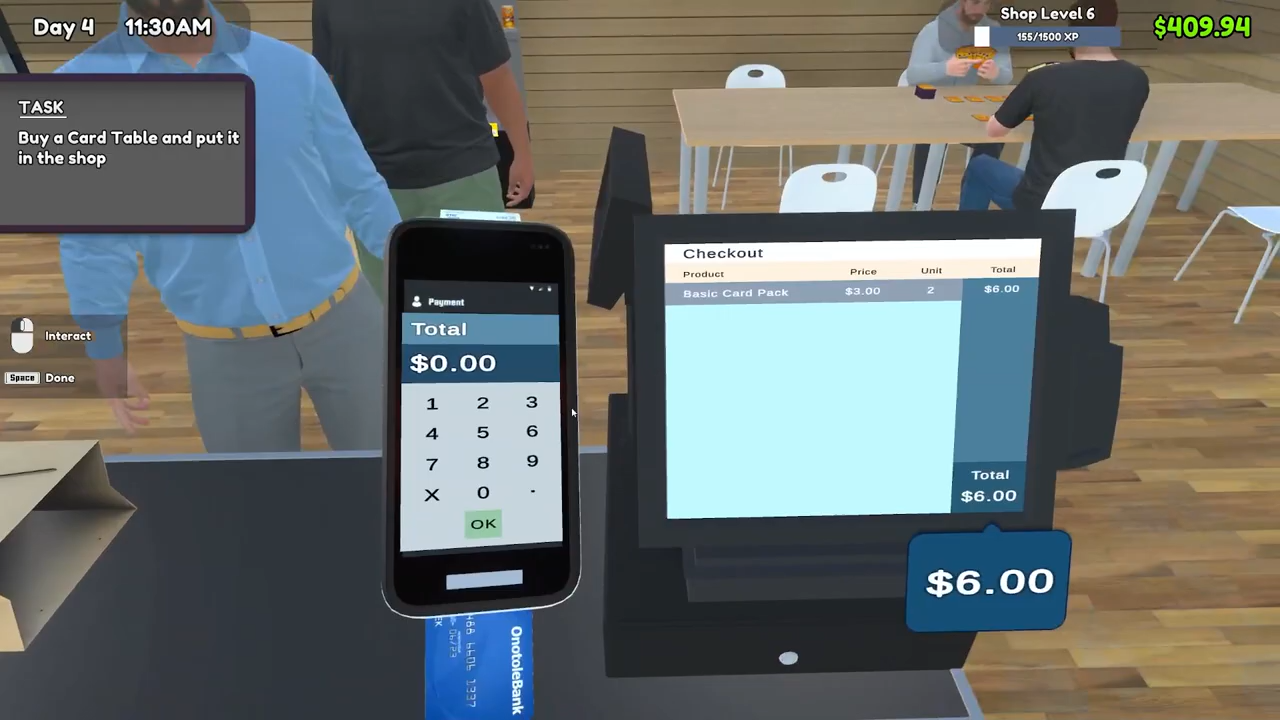 Day 4 11:30AM
Shop Level 6
155/1500 XP
$409.94
TASK
Buy a Card Table and put it
in the shop
Interact
Space Done
Payment
Total
$0.00
1 2 3
4 5 6
7 8 9
X 0 .
OK
Checkout
Product Price Unit Total
Basic Card Pack $3.00 2 $6.00
Total
$6.00
$6.00
OnotoleBank